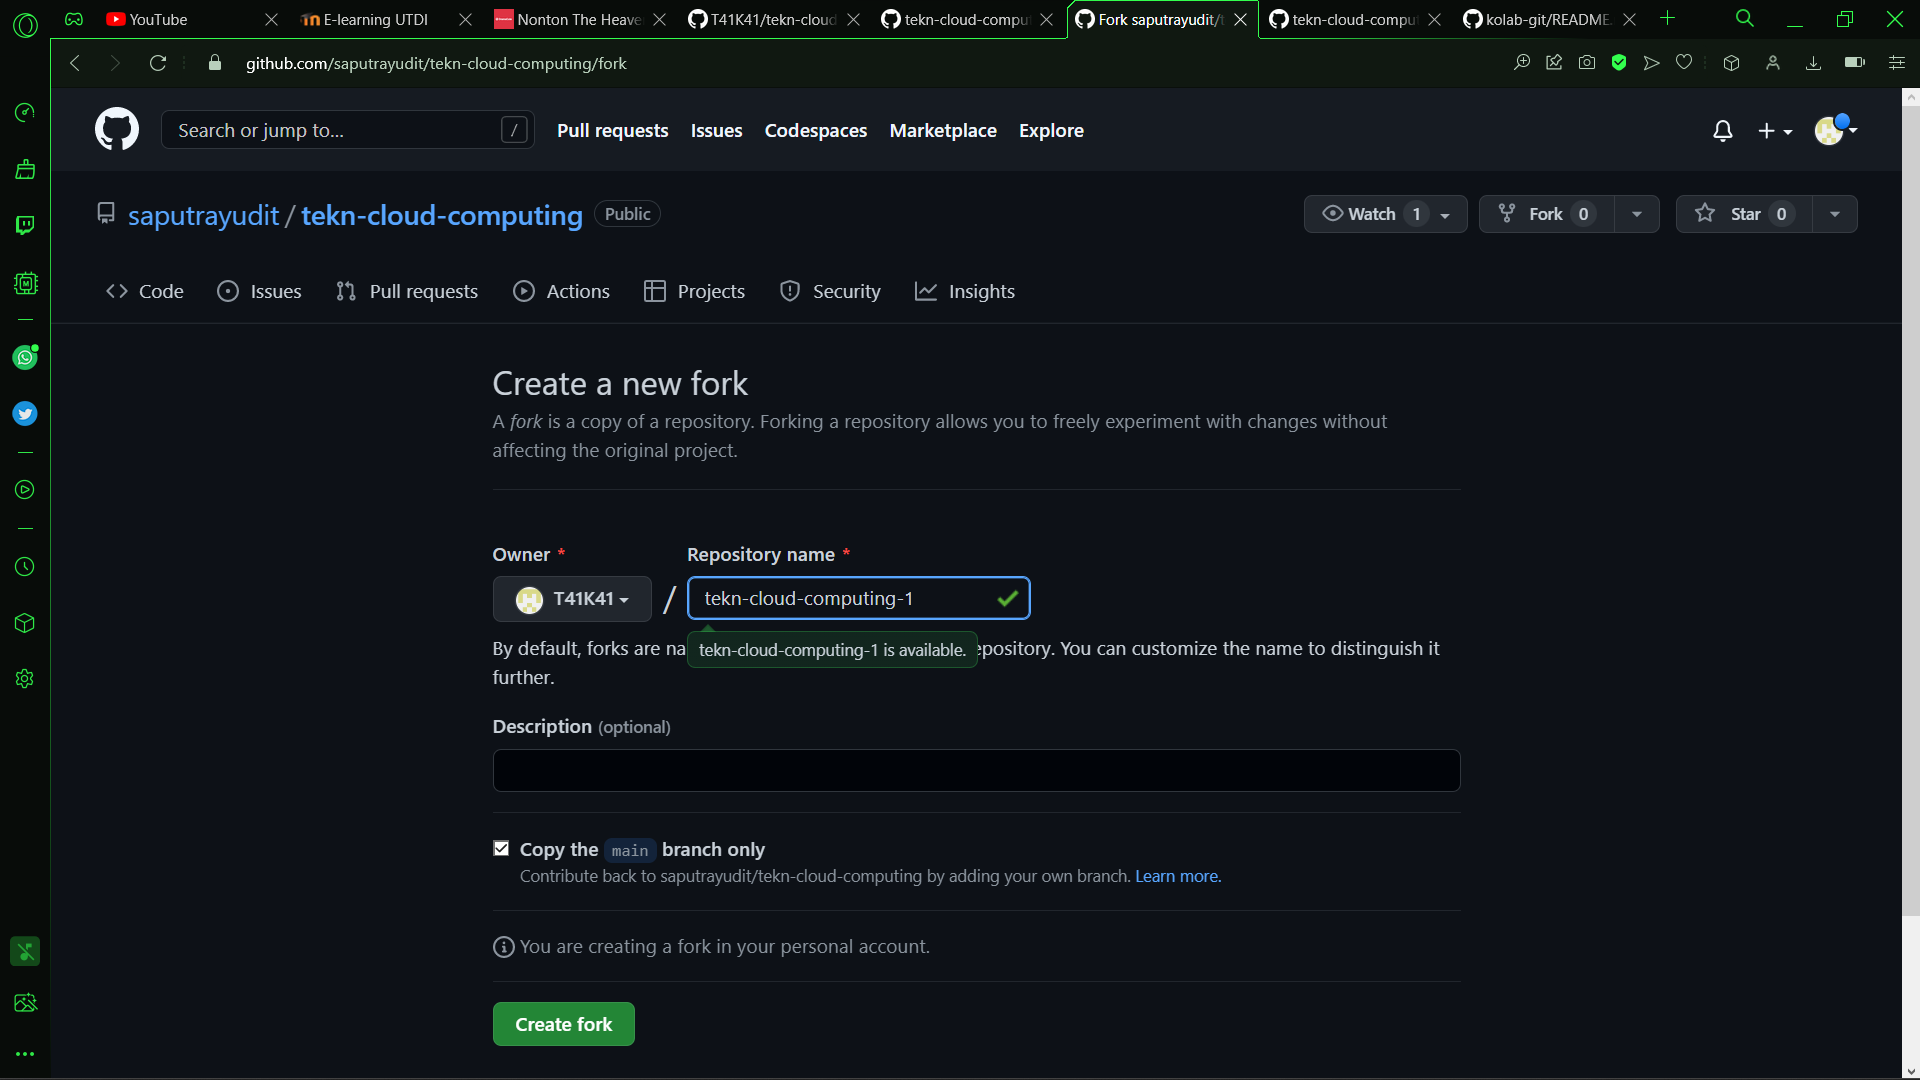 YouTube
E-learning UTDI
Nonton The Heave
T41K41/tekn-cloud
tekn-cloud-compu
Fork saputrayudit/t
tekn-cloud-comput
kolab-git/README.
github.com/saputrayudit/tekn-cloud-computing/fork
Search or jump to...
/
Pull requests
Issues
Codespaces
Marketplace
Explore
saputrayudit / tekn-cloud-computing
Public
Watch 1
Fork 0
Star 0
Code
Issues
Pull requests
Actions
Projects
Security
Insights
Create a new fork
A fork is a copy of a repository. Forking a repository allows you to freely experiment with changes without
affecting the original project.
Owner *
Repository name *
T41K41
/
tekn-cloud-computing-1
By default, forks are na
tekn-cloud-computing-1 is available.
epository. You can customize the name to distinguish it
further.
Description (optional)
Copy the main branch only
Contribute back to saputrayudit/tekn-cloud-computing by adding your own branch. Learn more.
You are creating a fork in your personal account.
Create fork